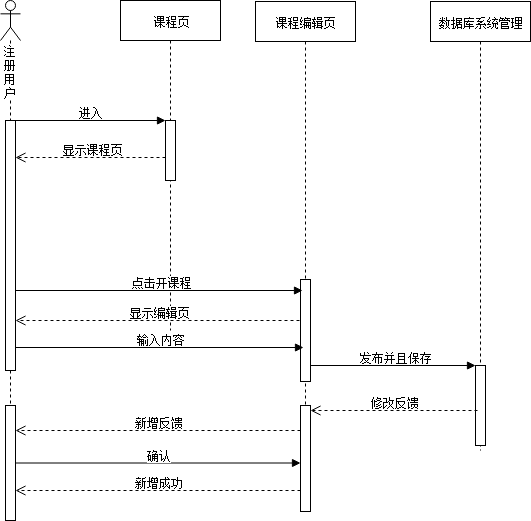 课程页
课程编辑页
数据库系统管理
注
册
用
户
进入
显示课程页
点击开课程
显示编辑页
输入内容
发布并且保存
修改反馈
新增反馈
确认
新增成功